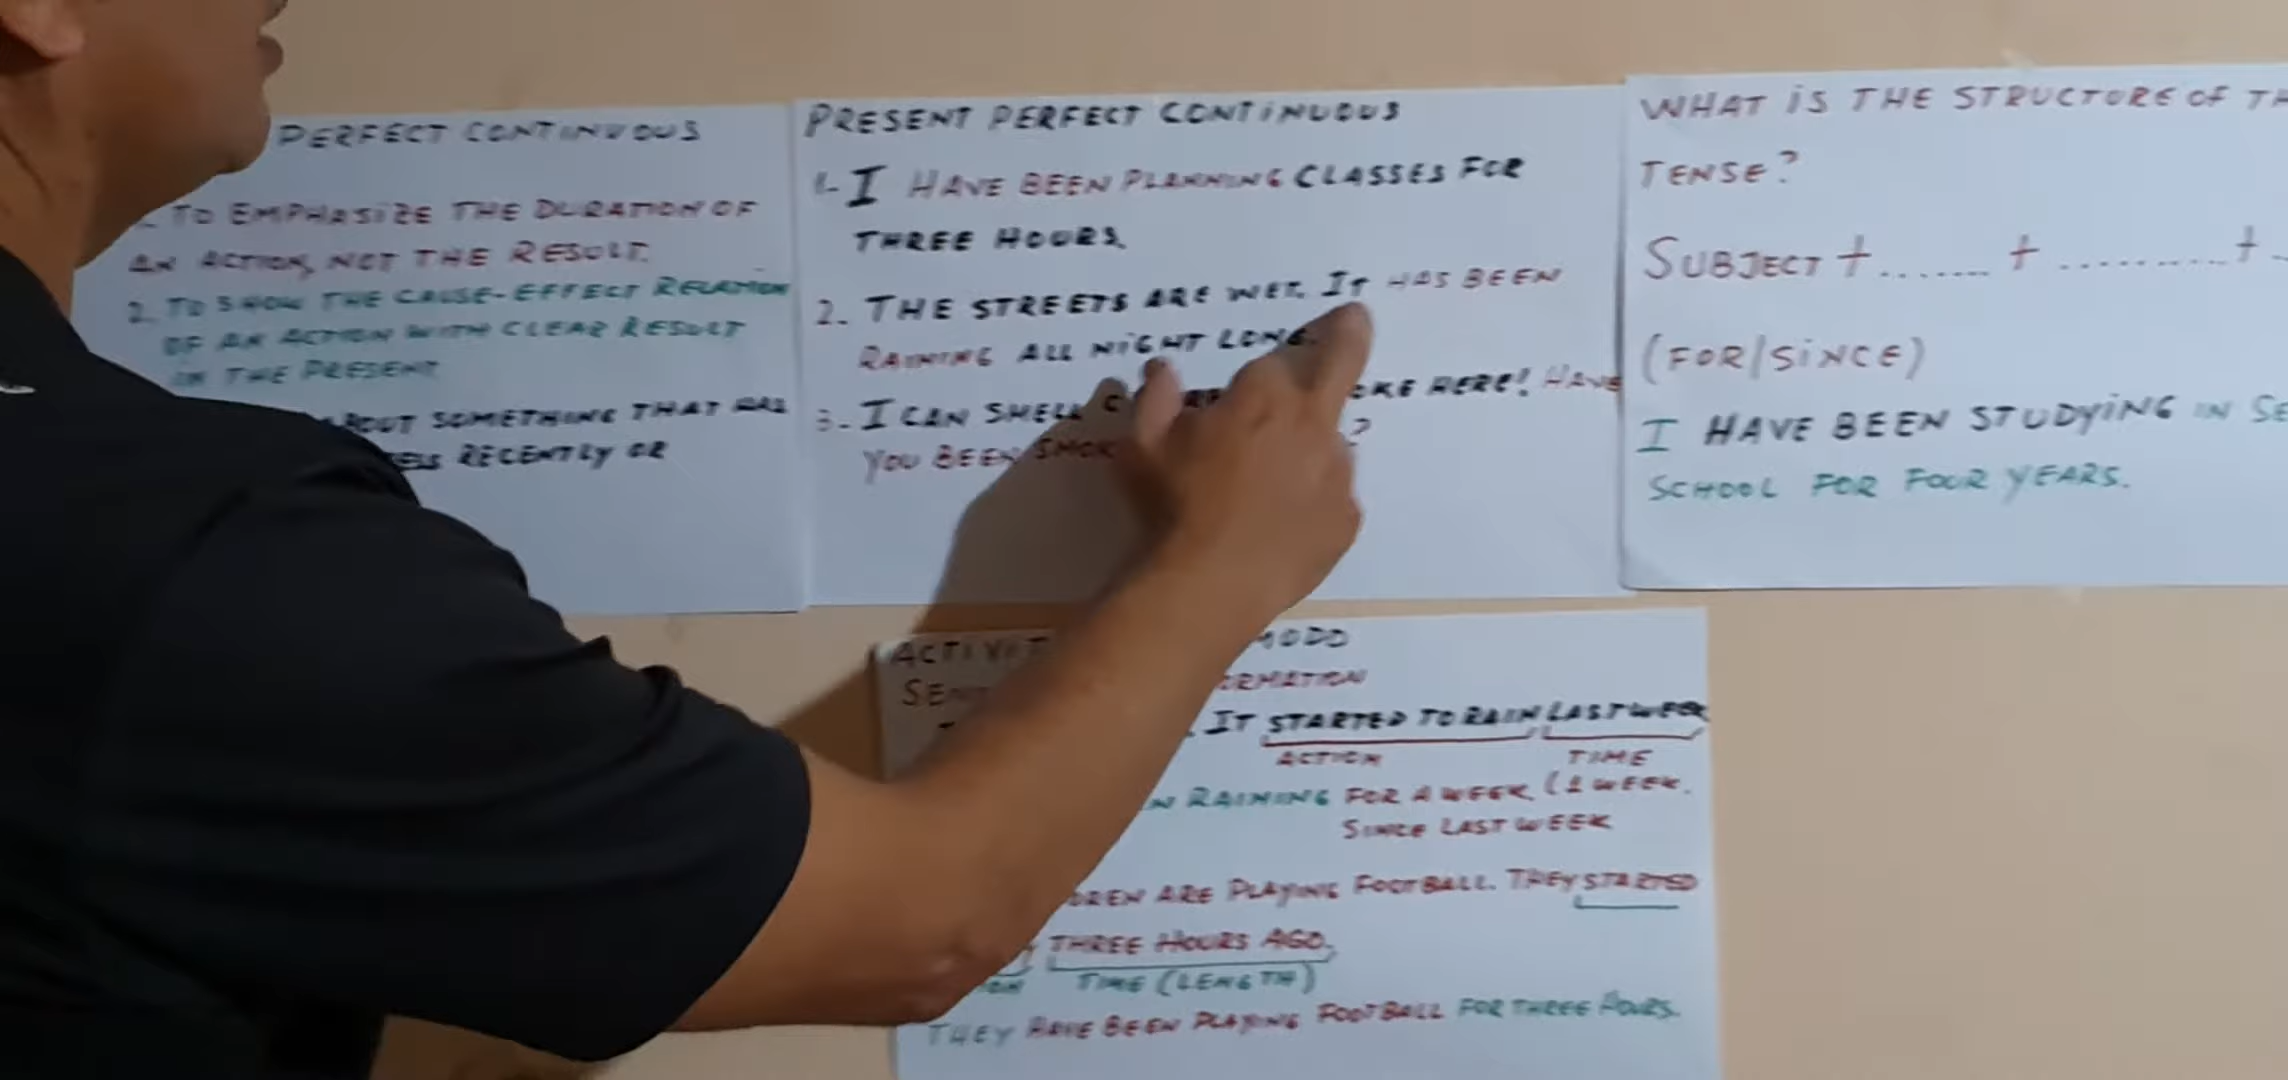 PERFECT CONTINUOUS
TO EMPHASIZE THE DURATION OF
AN ACTION, NOT THE RESULT.
2. TO SHOW THE CAUSE-EFFECT RELATION
OF AN ACTION WITH CLEAR RESULT
IN THE PRESENT
SOMETHING THAT HAS
RECENTLY OR
PRESENT PERFECT CONTINUOUS
1- I HAVE BEEN PLANNING CLASSES FOR
THREE HOURS.
2. THE STREETS ARE WET. IT HAS BEEN
RAINING ALL NIGHT LONG.
3- I CAN SMELL HERE! HAVE
YOU BEEN ?
WHAT IS THE STRUCTURE OF
TENSE?
SUBJECT + ....... + .......... +
(FOR/SINCE)
I HAVE BEEN STUDYING IN
SCHOOL FOR FOUR YEARS.
IT STARTED TO RAIN LAST WEEK
ACTION TIME
RAINING FOR A WEEK. (1 WEEK.
SINCE LAST WEEK
ARE PLAYING FOOTBALL. THEY STARTED
THREE HOURS AGO.
TIME (LENGTH)
THEY HAVE BEEN PLAYING FOOTBALL FOR THREE HOURS.